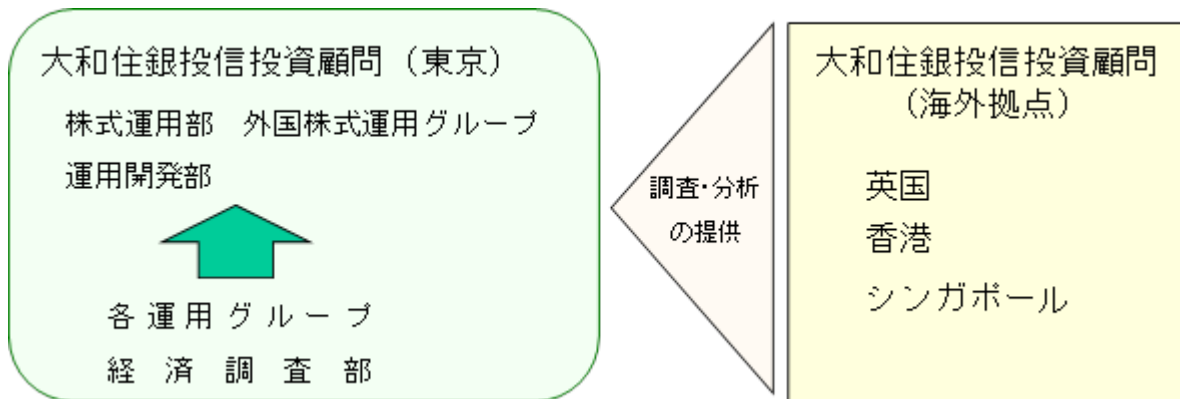 大和住銀投信投資顧問（東京）
株式運用部　外国株式運用グループ
運用開発部
各運用グループ
経済調査部
調査・分析
の提供
大和住銀投信投資顧問
（海外拠点）
英国
香港
シンガポール